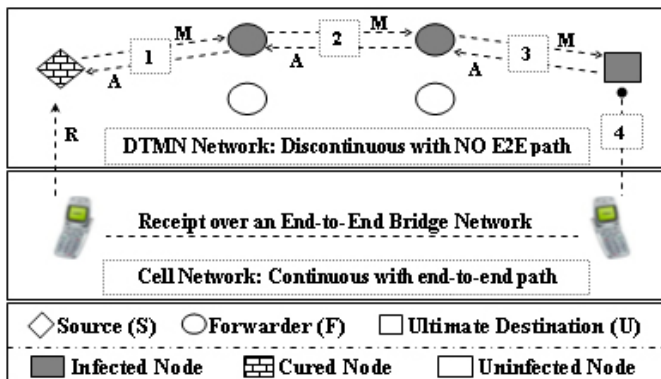 M
1
A
M
2
A
M
3
A
4
R
DTMN Network: Discontinuous with NO E2E path
Receipt over an End-to-End Bridge Network
Cell Network: Continuous with end-to-end path
Source (S)
Forwarder (F)
Ultimate Destination (U)
Infected Node
Cured Node
Uninfected Node